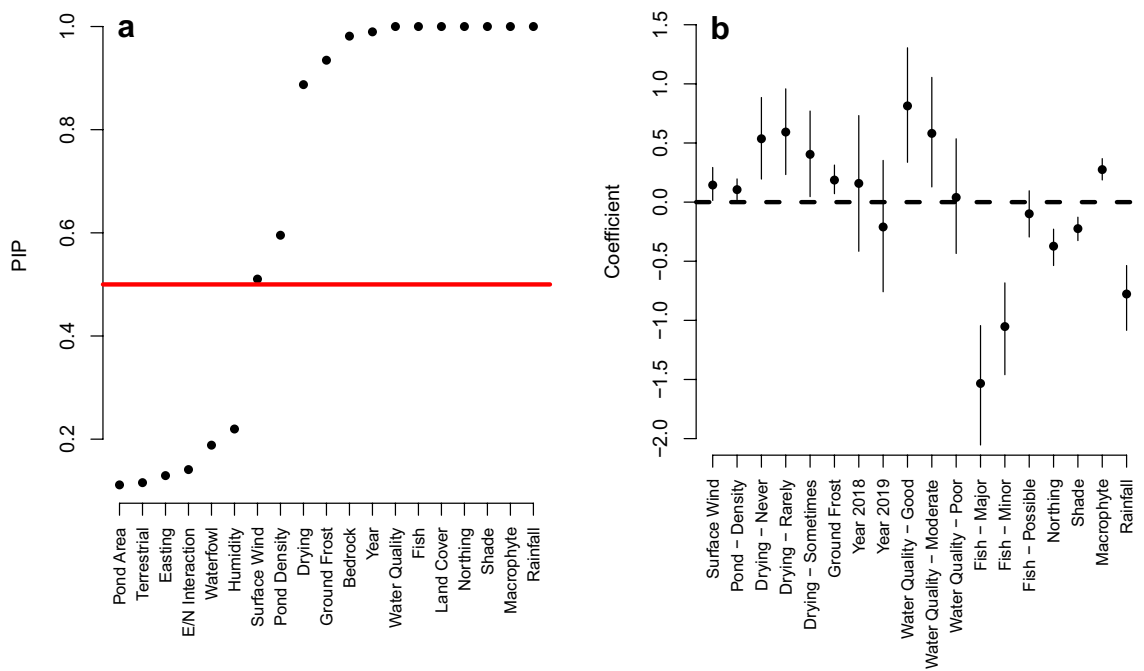 a
PIP
1.0
0.8
0.6
0.4
0.2
Pond Area
Terrestrial
Easting
E/N Interaction
Waterfowl
Humidity
Surface Wind
Pond Density
Drying
Ground Frost
Bedrock
Year
Water Quality
Fish
Land Cover
Northing
Shade
Macrophyte
Rainfall
b
Coefficient
1.5
1.0
0.5
0.0
−0.5
−1.0
−1.5
−2.0
Surface Wind
Pond − Density
Drying − Never
Drying − Rarely
Drying − Sometimes
Ground Frost
Year 2018
Year 2019
Water Quality − Good
Water Quality − Moderate
Water Quality − Poor
Fish − Major
Fish − Minor
Fish − Possible
Northing
Shade
Macrophyte
Rainfall